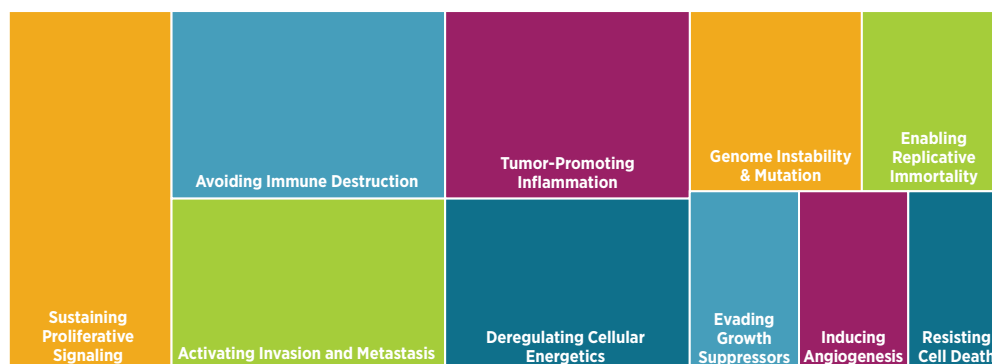 Sustaining
Proliferative
Signaling
Avoiding Immune Destruction
Activating Invasion and Metastasis
Tumor-Promoting
Inflammation
Deregulating Cellular
Energetics
Genome Instability
& Mutation
Enabling
Replicative
Immortality
Evading
Growth
Suppressors
Inducing
Angiogenesis
Resisting
Cell Death